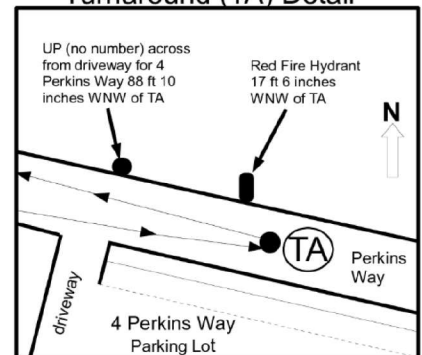 Turnaround (TA) Detail
UP (no number) across
from driveway for 4
Perkins Way 88 ft 10
inches WNW of TA
Red Fire Hydrant
17 ft 6 inches
WNW of TA
N
TA
Perkins
Way
driveway
4 Perkins Way
Parking Lot